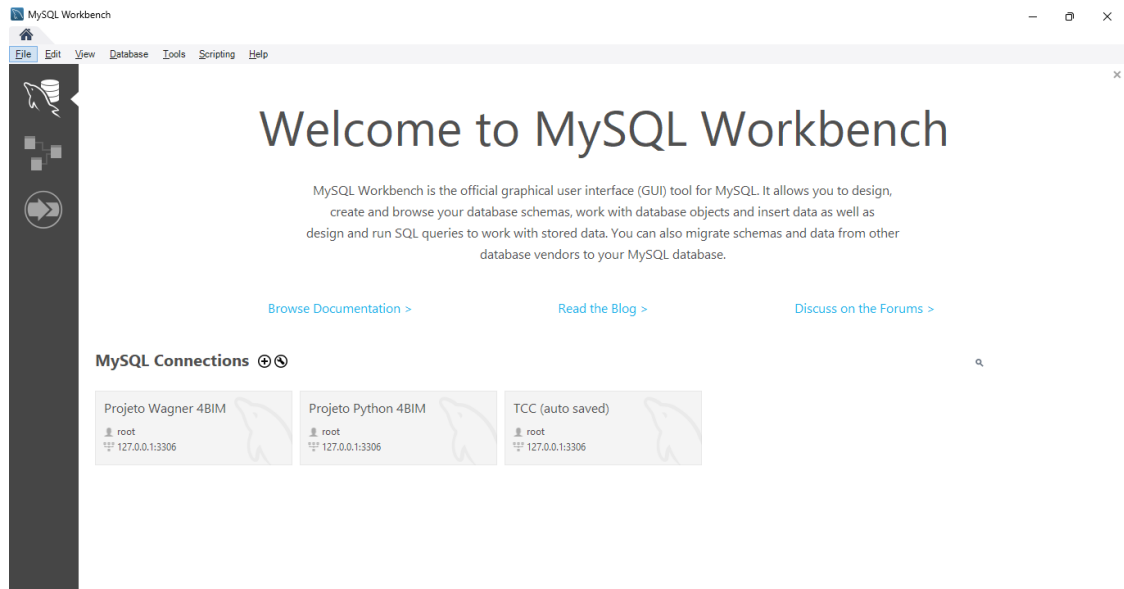 MySQL Workbench
File Edit View Database Tools Scripting Help
Welcome to MySQL Workbench
MySQL Workbench is the official graphical user interface (GUI) tool for MySQL. It allows you to design,
create and browse your database schemas, work with database objects and insert data as well as
design and run SQL queries to work with stored data. You can also migrate schemas and data from other
database vendors to your MySQL database.
Browse Documentation > Read the Blog > Discuss on the Forums >
MySQL Connections
Projeto Wagner 4BIM
root
127.0.0.1:3306
Projeto Python 4BIM
root
127.0.0.1:3306
TCC (auto saved)
root
127.0.0.1:3306